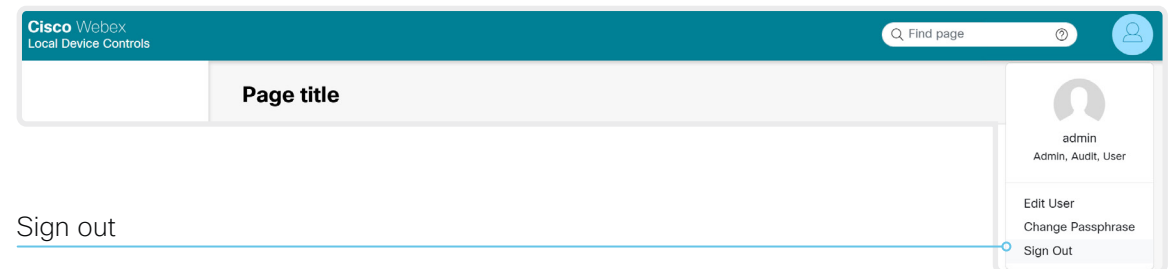 Cisco Webex
Local Device Controls
Find page
Page title
admin
Admin, Audit, User
Edit User
Change Passphrase
Sign out
Sign Out